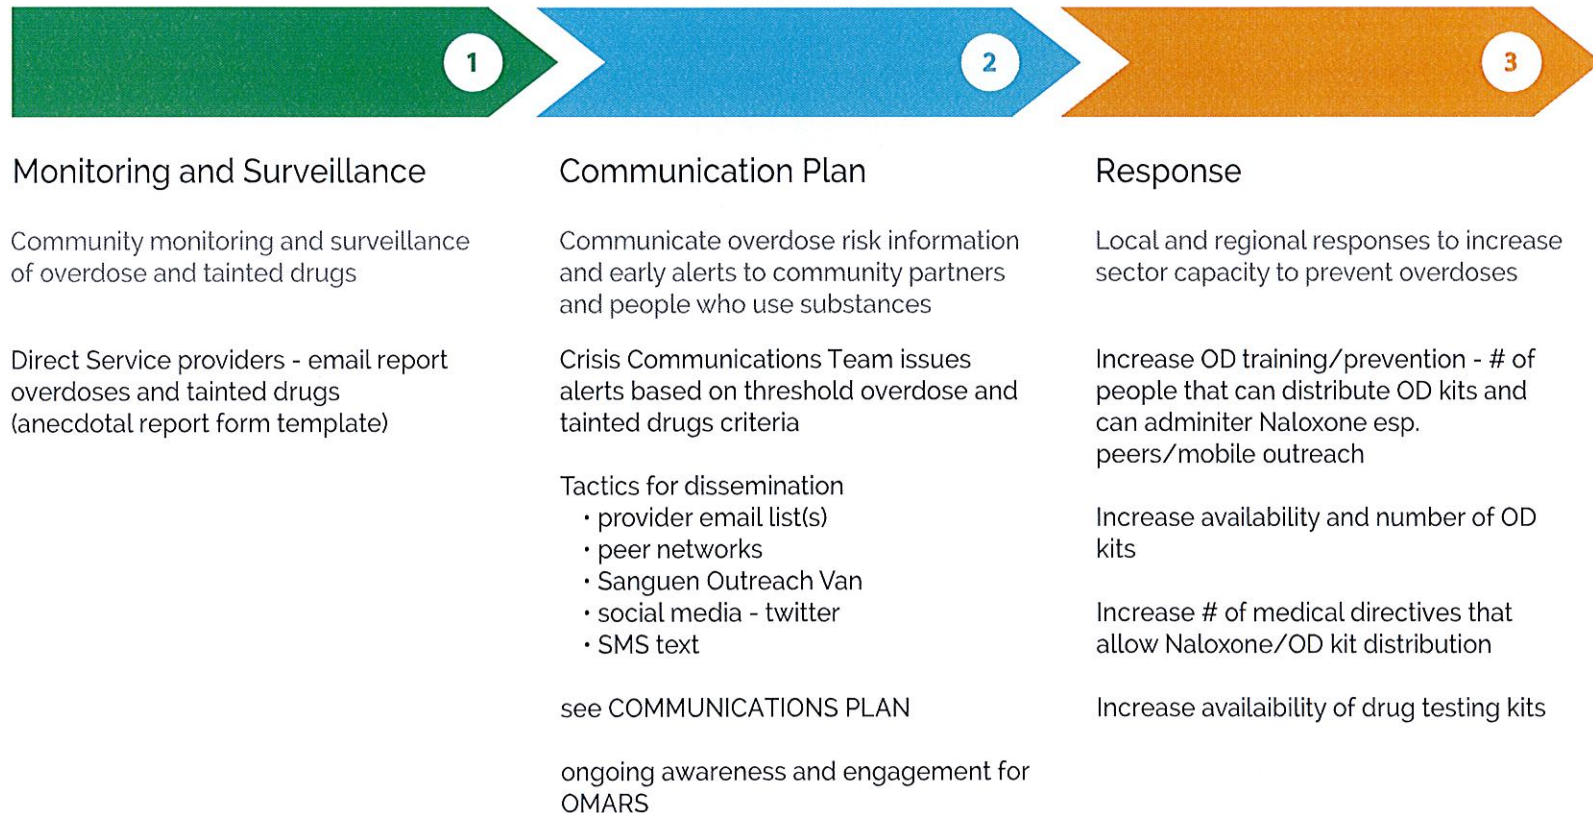 1
2
3
Monitoring and Surveillance
Community monitoring and surveillance
of overdose and tainted drugs
Direct Service providers - email report
overdoses and tainted drugs
(anecdotal report form template)
Communication Plan
Communicate overdose risk information
and early alerts to community partners
and people who use substances
Crisis Communications Team issues
alerts based on threshold overdose and
tainted drugs criteria
Tactics for dissemination
• provider email list(s)
• peer networks
• Sanguen Outreach Van
• social media - twitter
• SMS text
see COMMUNICATIONS PLAN
ongoing awareness and engagement for
OMARS
Response
Local and regional responses to increase
sector capacity to prevent overdoses
Increase OD training/prevention - # of
people that can distribute OD kits and
can adminiter Naloxone esp.
peers/mobile outreach
Increase availability and number of OD
kits
Increase # of medical directives that
allow Naloxone/OD kit distribution
Increase availaibility of drug testing kits